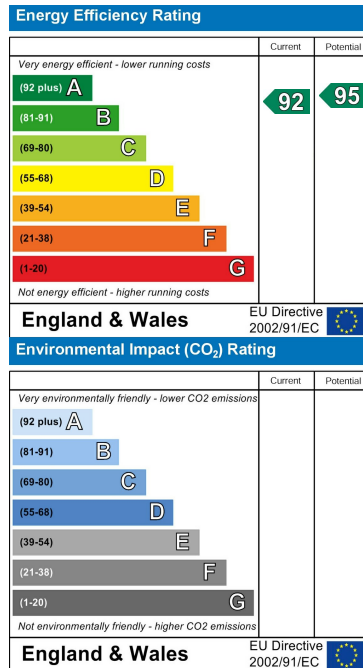 Energy Efficiency Rating
Current Potential
Very energy efficient - lower running costs
(92 plus) A
(81-91) B
(69-80) C
(55-68) D
(39-54) E
(21-38) F
(1-20) G
92 95
Not energy efficient - higher running costs
England & Wales
EU Directive
2002/91/EC
Environmental Impact (CO₂) Rating
Current Potential
Very environmentally friendly - lower CO2 emissions
(92 plus) A
(81-91) B
(69-80) C
(55-68) D
(39-54) E
(21-38) F
(1-20) G
Not environmentally friendly - higher CO2 emissions
England & Wales
EU Directive
2002/91/EC